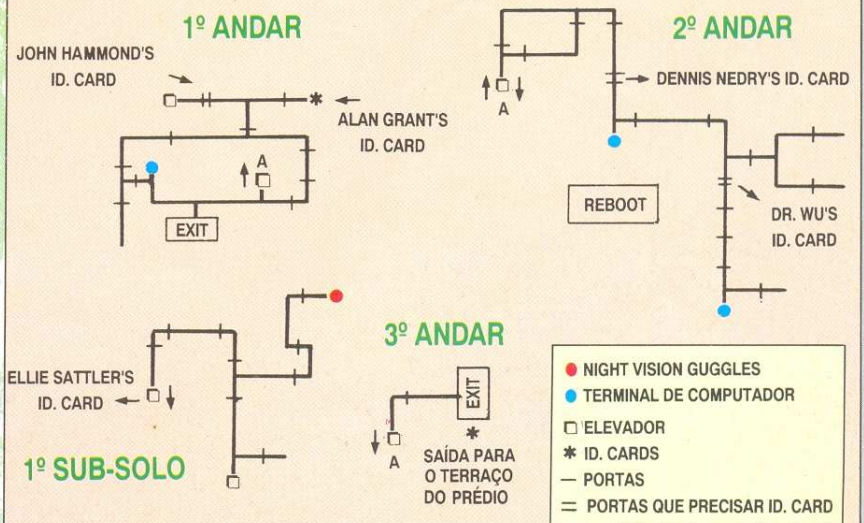 1º ANDAR
JOHN HAMMOND'S
ID. CARD
ALAN GRANT'S
ID. CARD
A
EXIT
2º ANDAR
DENNIS NEDRY'S ID. CARD
A
REBOOT
DR. WU'S
ID. CARD
ELLIE SATTLER'S
ID. CARD
1º SUB-SOLO
3º ANDAR
EXIT
A
SAÍDA PARA
O TERRAÇO
DO PRÉDIO
NIGHT VISION GUGGLES
TERMINAL DE COMPUTADOR
ELEVADOR
ID. CARDS
PORTAS
PORTAS QUE PRECISAR ID. CARD